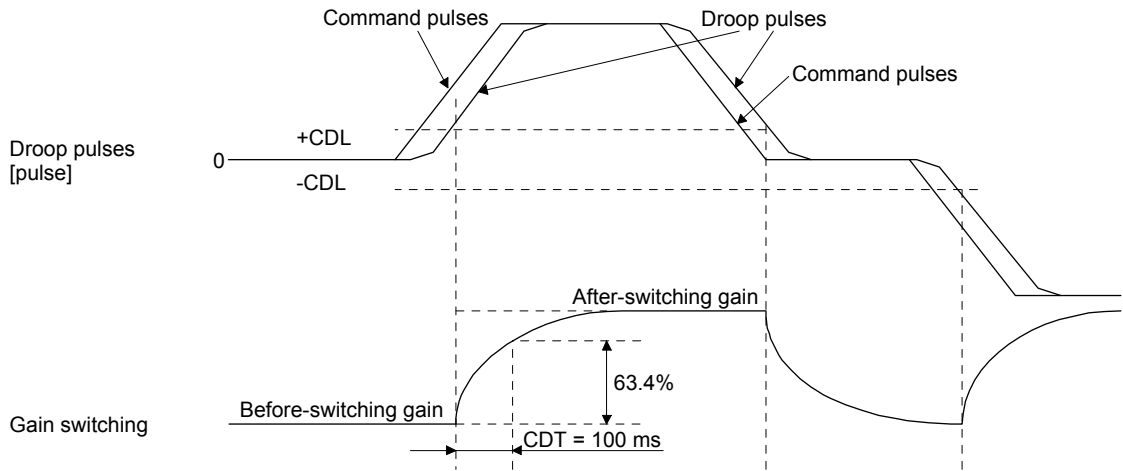 Command pulses
Droop pulses
Command pulses
+CDL
Droop pulses
[pulse]
0
-CDL
After-switching gain
63.4%
Before-switching gain
Gain switching
CDT = 100 ms